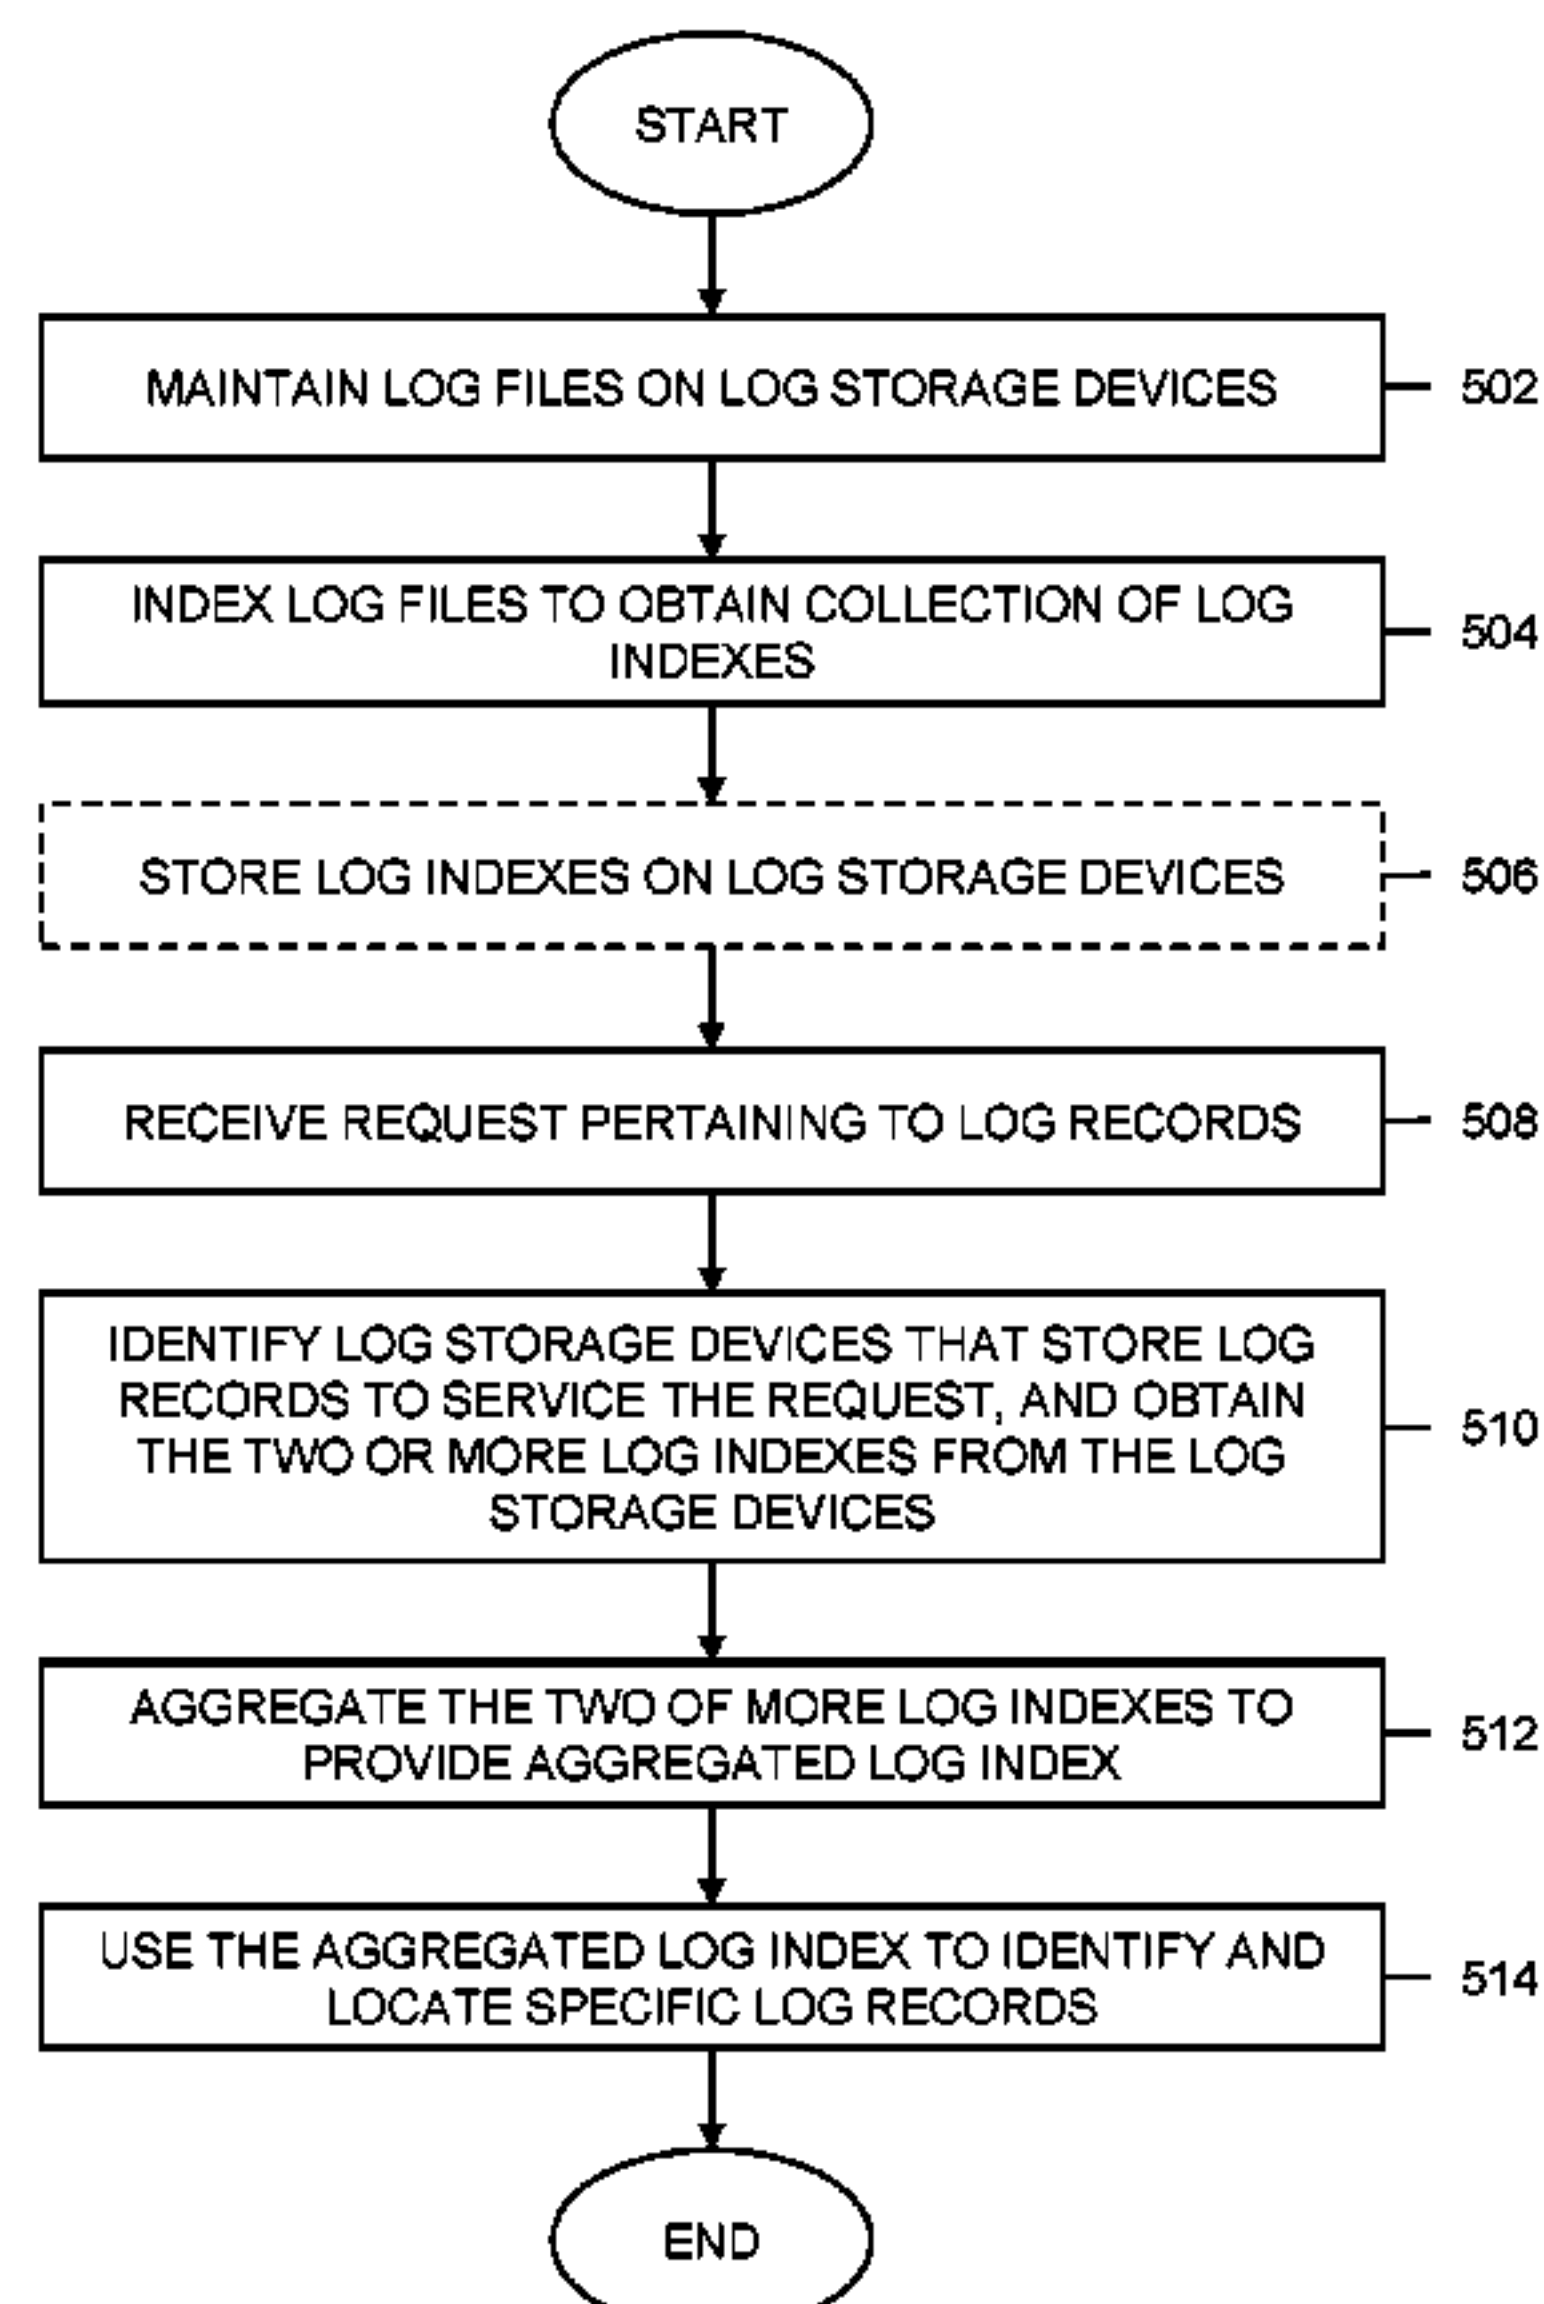 START
MAINTAIN LOG FILES ON LOG STORAGE DEVICES
502
INDEX LOG FILES TO OBTAIN COLLECTION OF LOG
INDEXES
504
STORE LOG INDEXES ON LOG STORAGE DEVICES
506
RECEIVE REQUEST PERTAINING TO LOG RECORDS
508
IDENTIFY LOG STORAGE DEVICES THAT STORE LOG
RECORDS TO SERVICE THE REQUEST, AND OBTAIN
THE TWO OR MORE LOG INDEXES FROM THE LOG
STORAGE DEVICES
510
AGGREGATE THE TWO OF MORE LOG INDEXES TO
PROVIDE AGGREGATED LOG INDEX
512
USE THE AGGREGATED LOG INDEX TO IDENTIFY AND
LOCATE SPECIFIC LOG RECORDS
514
END